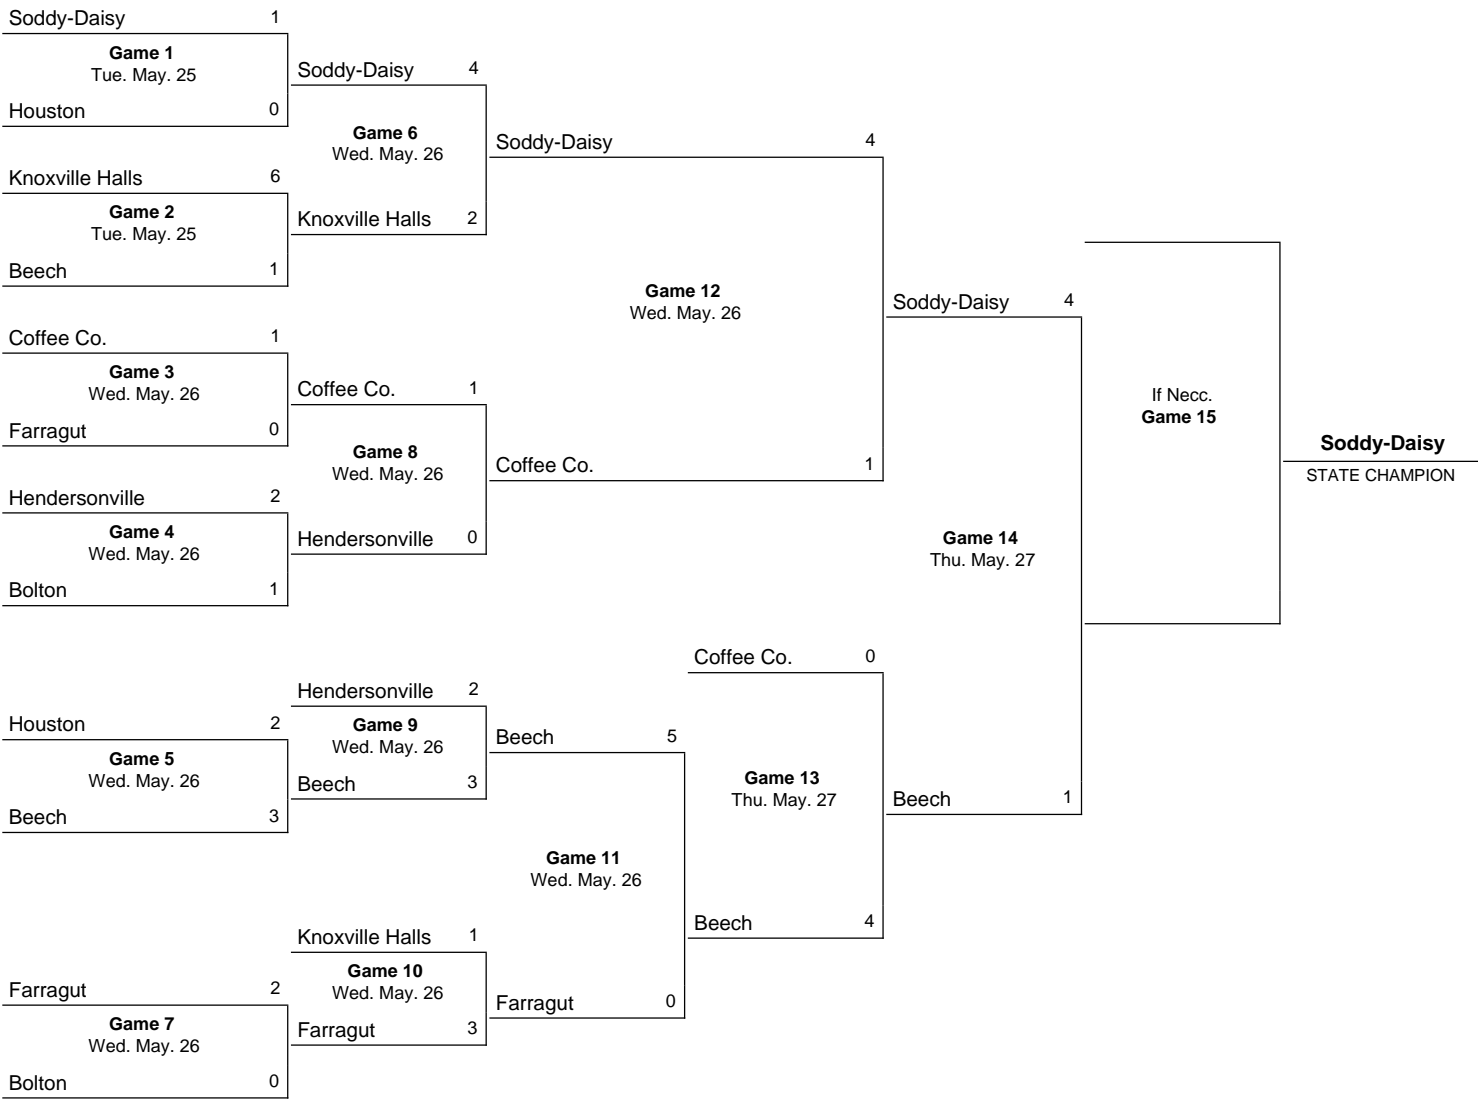 Soddy-Daisy 1
Game 1
Tue. May. 25
Houston 0
Knoxville Halls 6
Game 2
Tue. May. 25
Beech 1
Coffee Co. 1
Game 3
Wed. May. 26
Farragut 0
Hendersonville 2
Game 4
Wed. May. 26
Bolton 1
Houston 2
Game 5
Wed. May. 26
Beech 3
Farragut 2
Game 7
Wed. May. 26
Bolton 0
Soddy-Daisy 4
Game 6
Wed. May. 26
Knoxville Halls 2
Coffee Co. 1
Game 8
Wed. May. 26
Hendersonville 0
Hendersonville 2
Game 9
Wed. May. 26
Beech 3
Knoxville Halls 1
Game 10
Wed. May. 26
Farragut 3
Soddy-Daisy 4
Game 12
Wed. May. 26
Coffee Co. 1
Beech 5
Game 11
Wed. May. 26
Farragut 0
Coffee Co. 0
Game 13
Thu. May. 27
Beech 4
Soddy-Daisy 4
Game 14
Thu. May. 27
Beech 1
If Necc.
Game 15
Soddy-Daisy
STATE CHAMPION